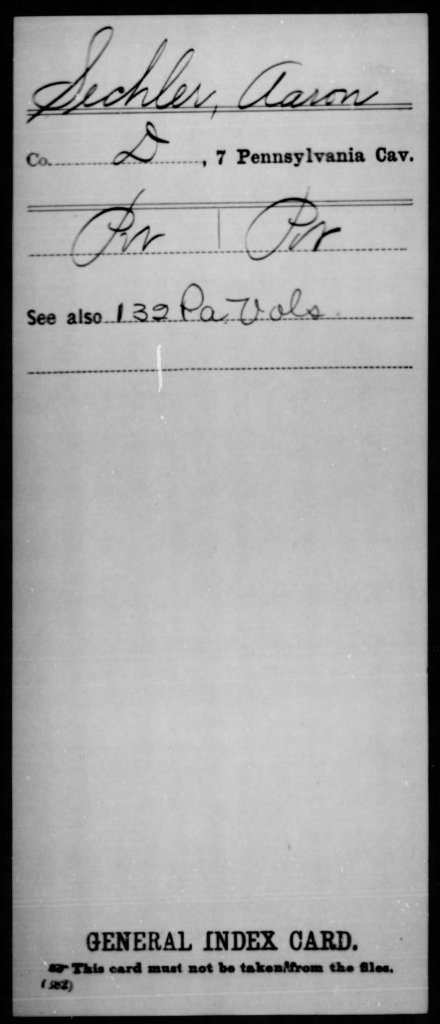 Sechler, Aaron
Co. D, 7 Pennsylvania Cav.
Pvt | Pvt
See also 132 Pa. Vols.
GENERAL INDEX CARD.
☞ This card must not be taken from the files.